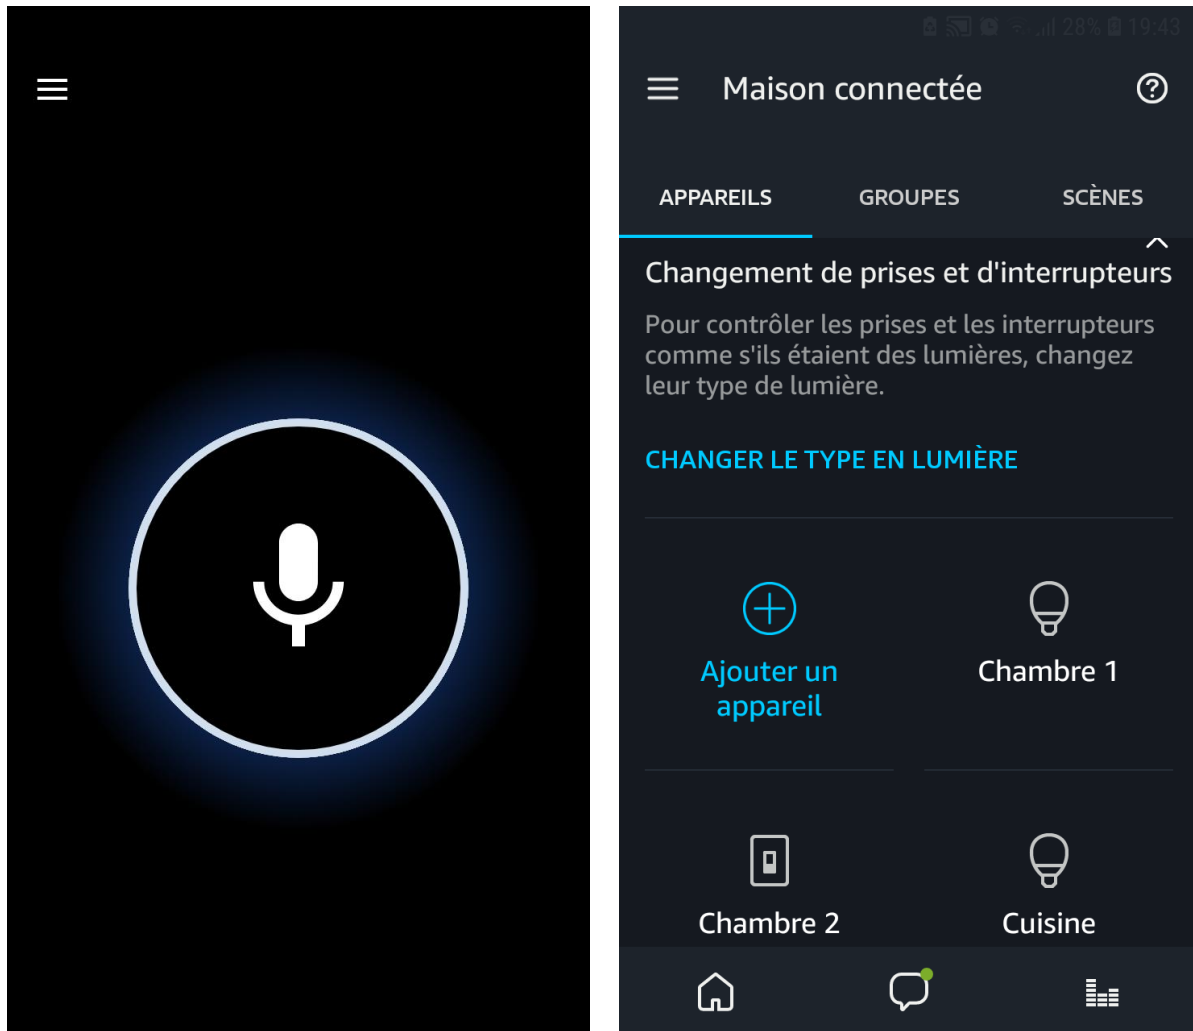 28% 19:43
Maison connectée
APPAREILS GROUPES SCÈNES
Changement de prises et d'interrupteurs
Pour contrôler les prises et les interrupteurs
comme s'ils étaient des lumières, changez
leur type de lumière.
CHANGER LE TYPE EN LUMIÈRE
Ajouter un
appareil
Chambre 1
Chambre 2
Cuisine